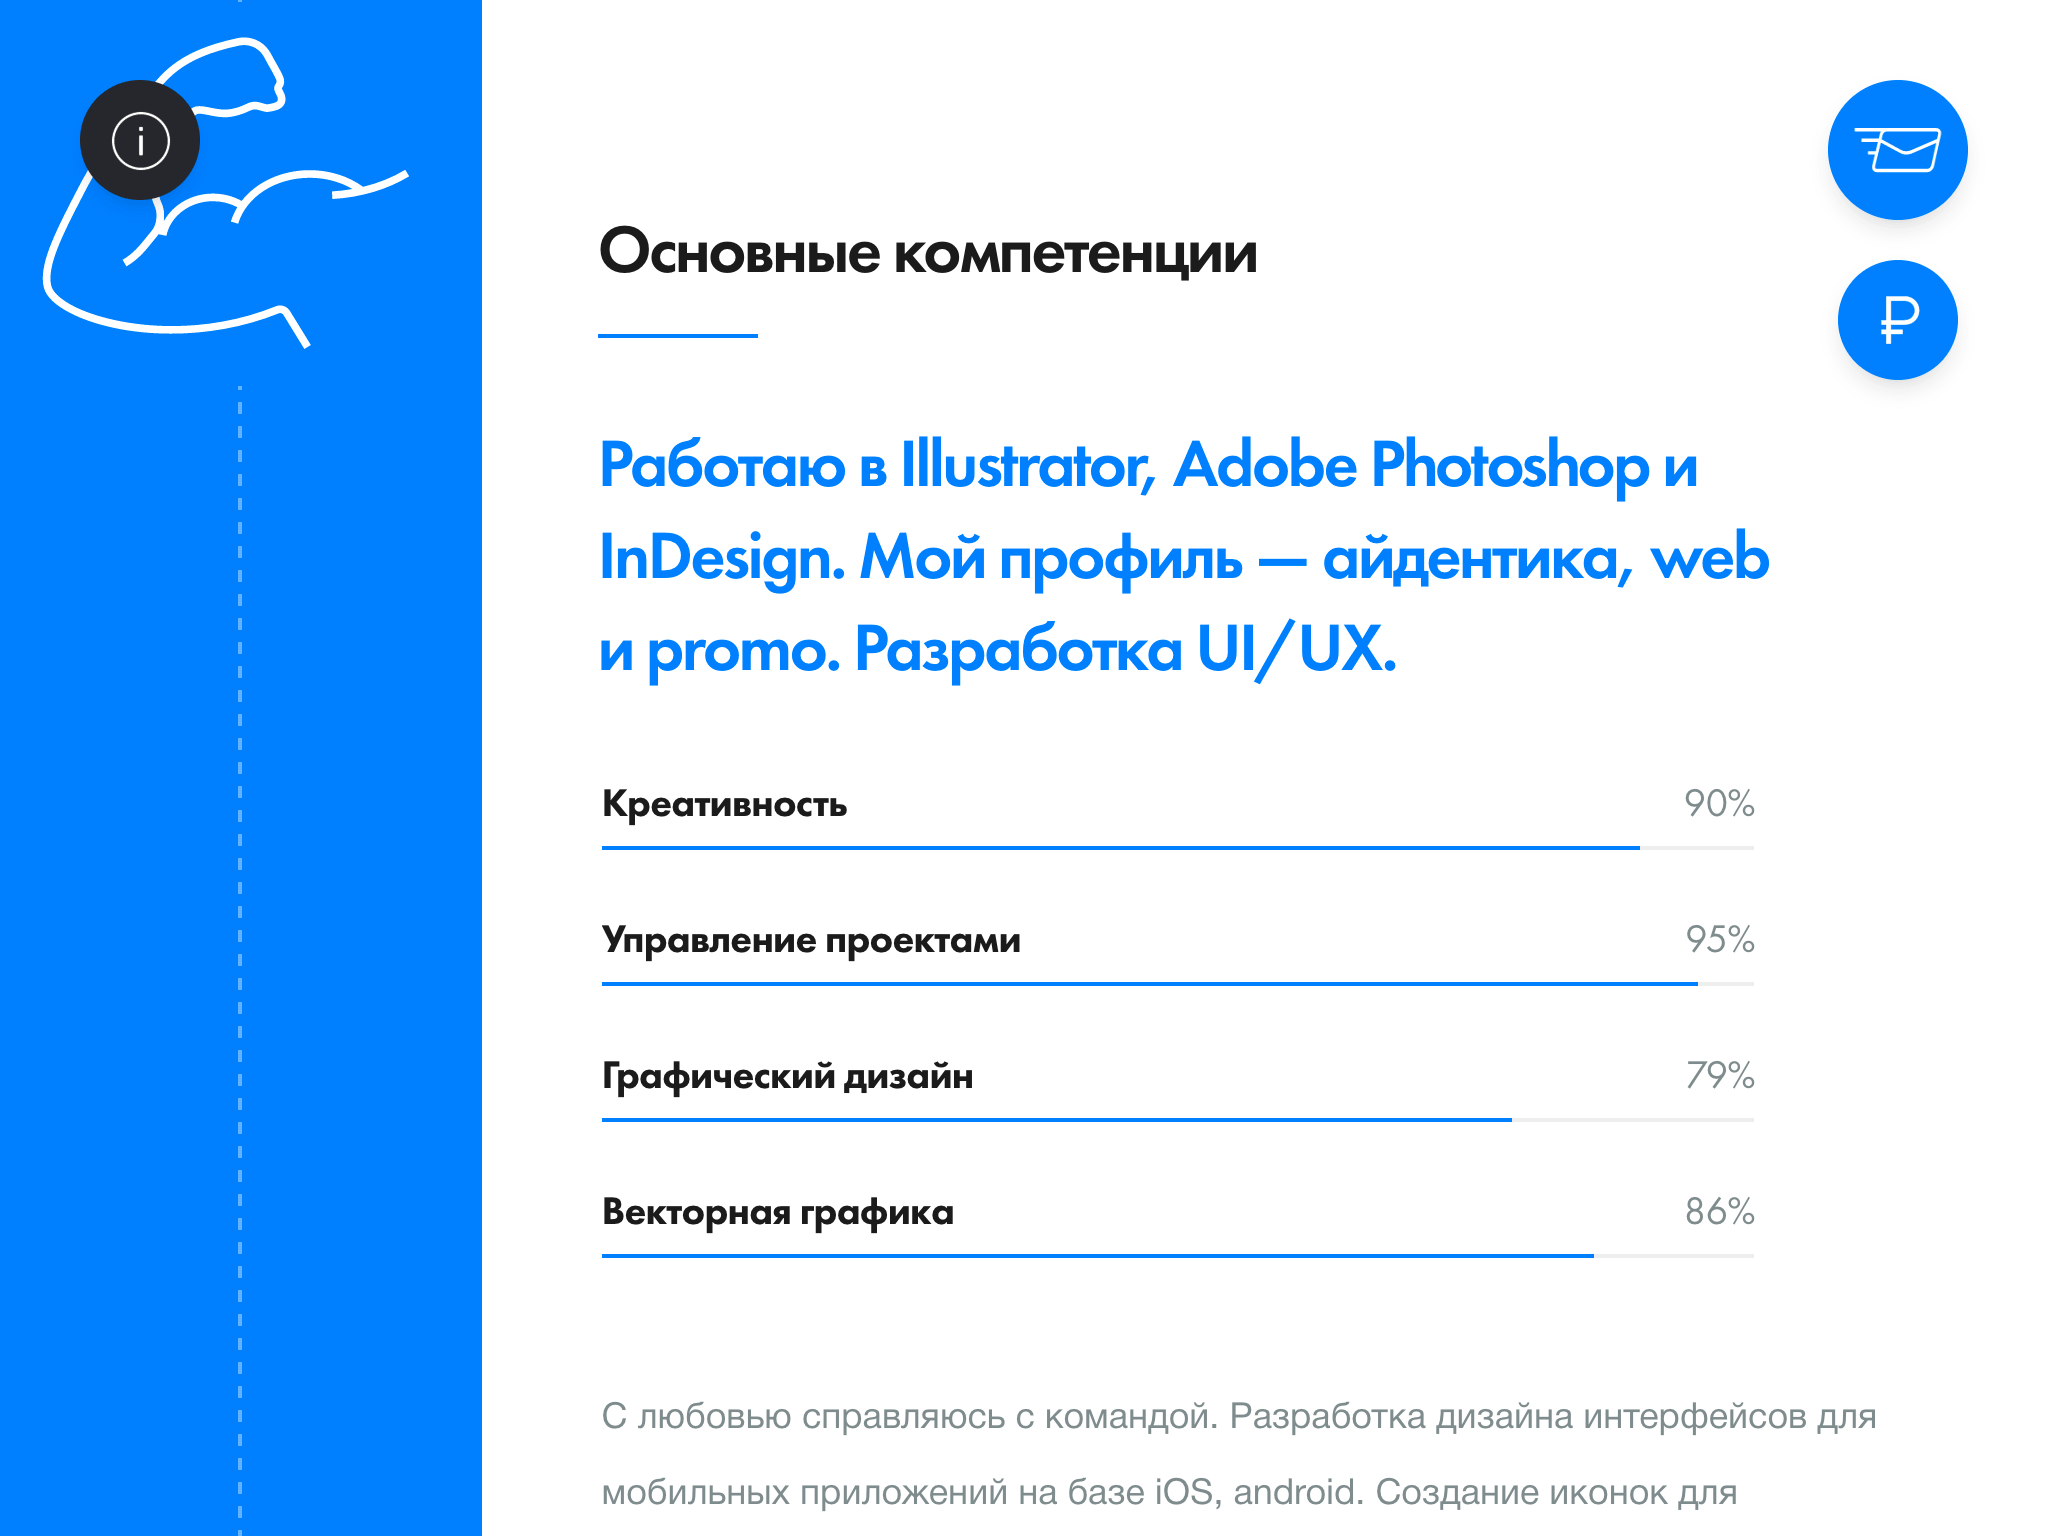 i
₽
Основные компетенции
Работаю в Illustrator, Adobe Photoshop и
InDesign. Мой профиль — айдентика, web
и promo. Разработка UI/UX.
Креативность 90%
Управление проектами 95%
Графический дизайн 79%
Векторная графика 86%
С любовью справляюсь с командой. Разработка дизайна интерфейсов для
мобильных приложений на базе iOS, android. Создание иконок для